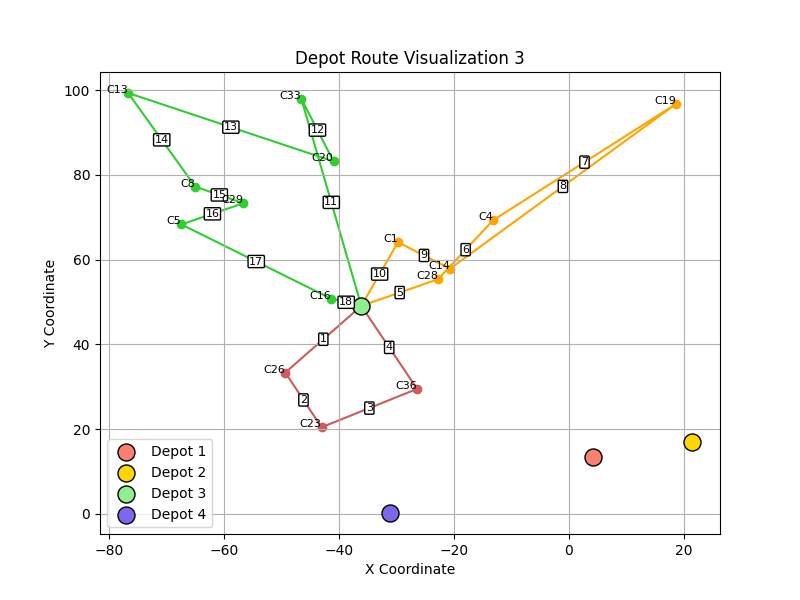 Depot Route Visualization 3
Y Coordinate
100
80
60
40
20
0
C13
C33
C19
13
12
14
C20
7
C8
15
C29
8
11
16
C5
C4
C1
6
9
17
C14
10
C28
5
C16
18
1
4
C26
C36
2
3
C23
Depot 1
Depot 2
Depot 3
Depot 4
−80
−60
−40
−20
0
20
X Coordinate